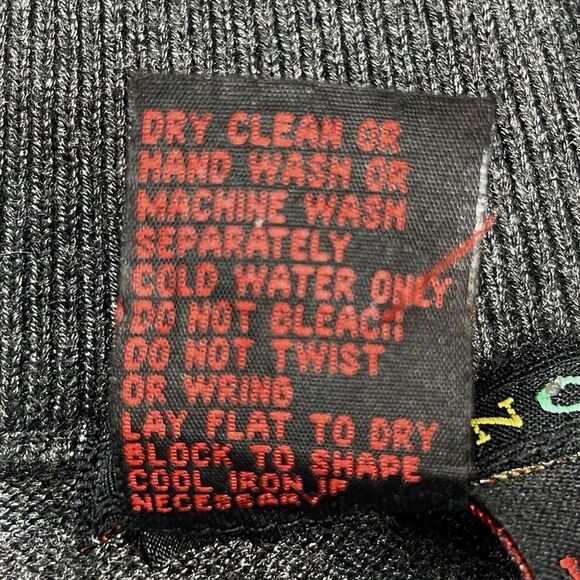 DRY CLEAN OR
HAND WASH OR
MACHINE WASH
SEPARATELY
COLD WATER ONLY
DO NOT BLEACH
DO NOT TWIST
OR WRING
LAY FLAT TO DRY
BLOCK TO SHAPE
COOL IRON IF
NECESSARY